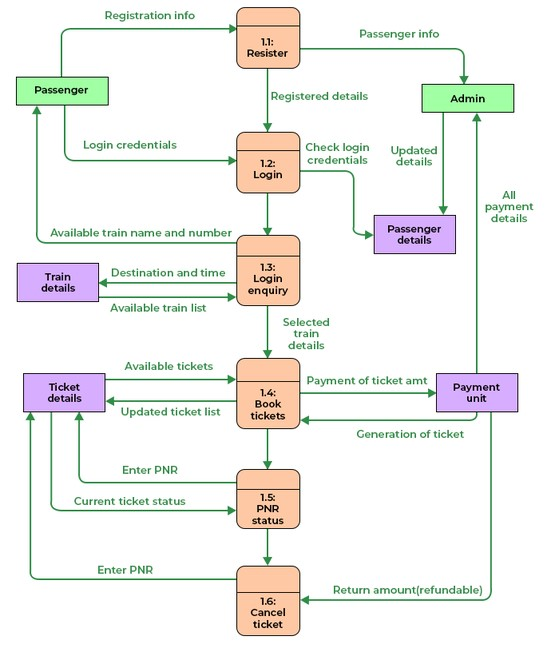 Registration info
1.1:
Resister
Passenger info
Passenger
Admin
Registered details
1.2:
Login
Login credentials
Check login
credentials
Updated
details
All
payment
details
Passenger
details
Available train name and number
1.3:
Login
enquiry
Train
details
Destination and time
Available train list
Selected
train
details
Available tickets
1.4:
Book
tickets
Payment of ticket amt
Payment
unit
Ticket
details
Updated ticket list
Generation of ticket
Enter PNR
1.5:
PNR
status
Current ticket status
Enter PNR
1.6:
Cancel
ticket
Return amount(refundable)